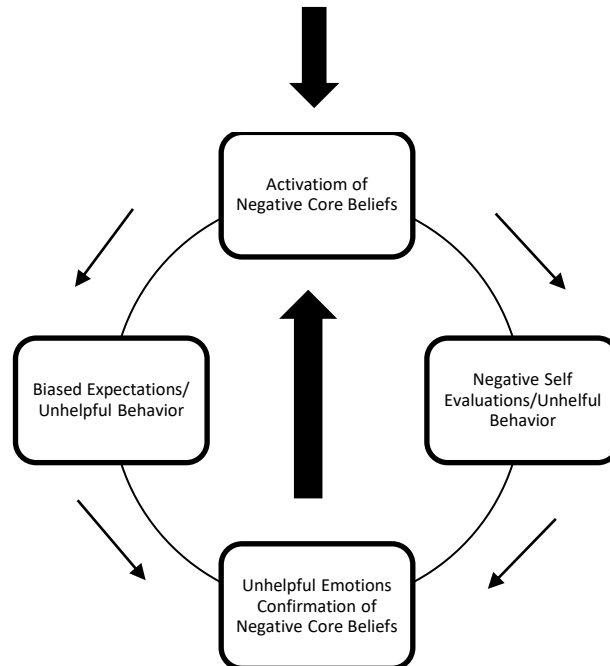 Activatiom of
Negative Core Beliefs
Biased Expectations/
Unhelpful Behavior
Negative Self
Evaluations/Unhelful
Behavior
Unhelpful Emotions
Confirmation of
Negative Core Beliefs